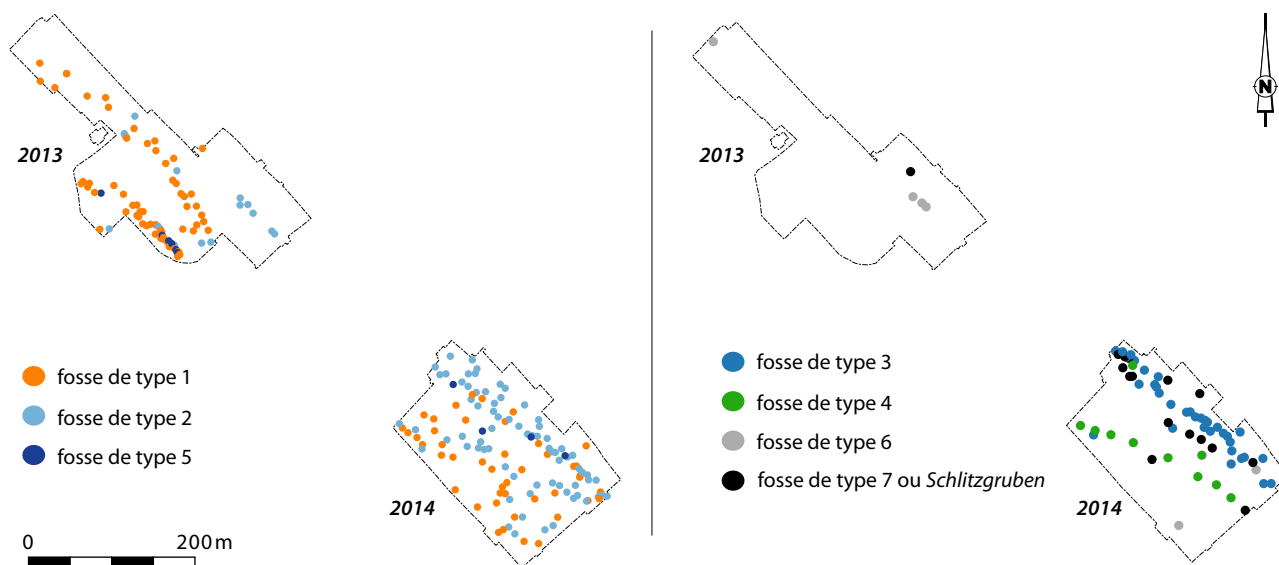 2013
fosse de type 1
fosse de type 2
fosse de type 5
2014
0 200 m
2013
N
fosse de type 3
fosse de type 4
fosse de type 6
fosse de type 7 ou Schlitzgruben
2014